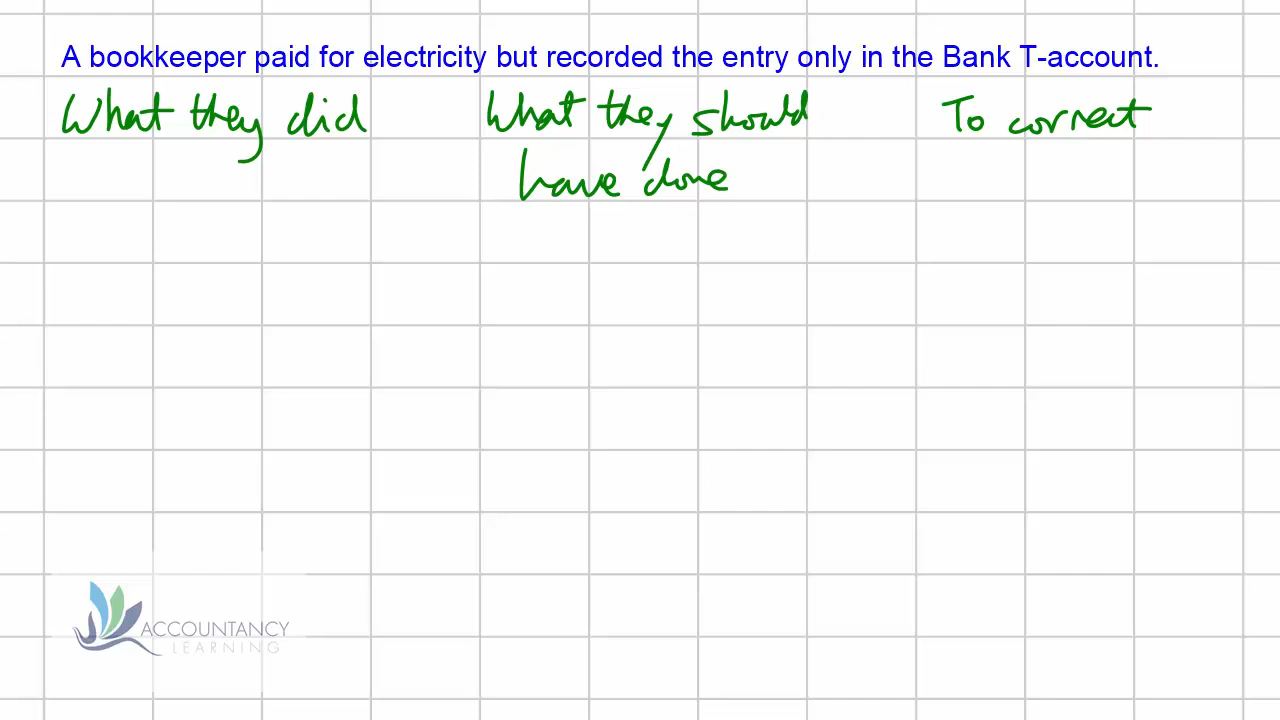 A bookkeeper paid for electricity but recorded the entry only in the Bank T-account.
What they did
What they should
have done
To correct
ACCOUNTANCY
LEARNING